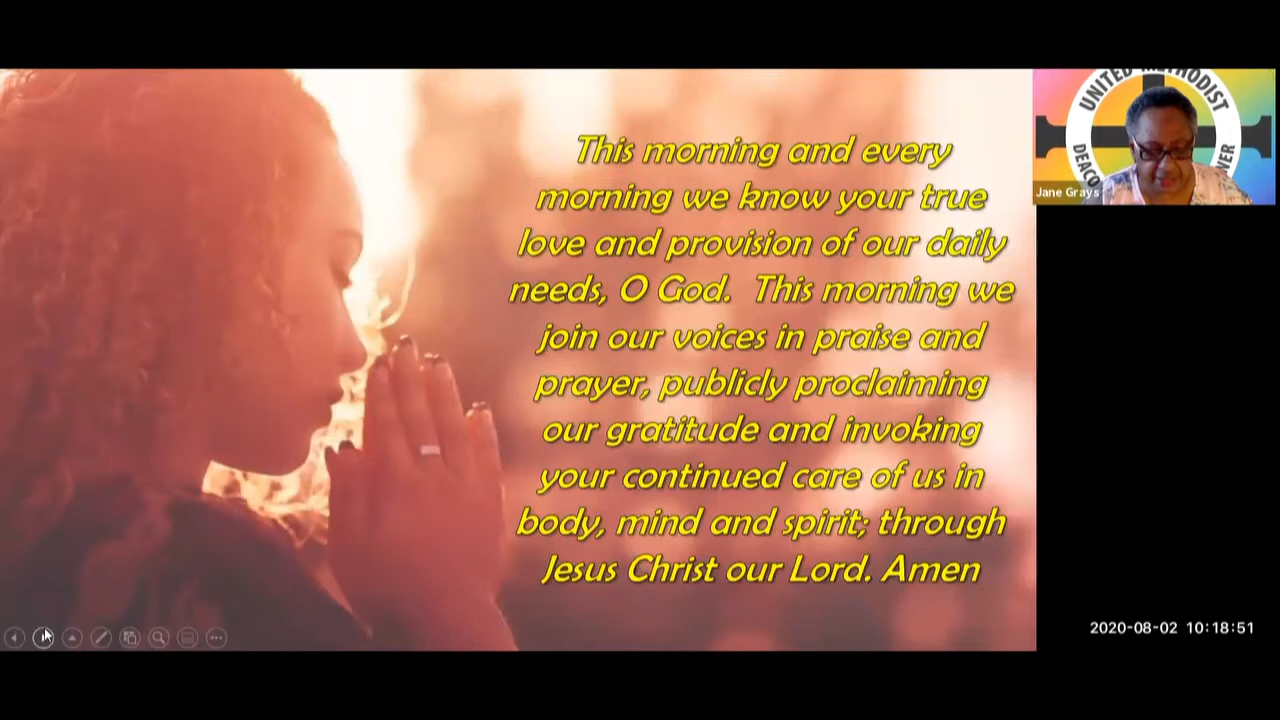 This morning and every
morning we know your true
love and provision of our daily
needs, O God. This morning we
join our voices in praise and
prayer, publicly proclaiming
our gratitude and invoking
your continued care of us in
body, mind and spirit; through
Jesus Christ our Lord. Amen
UNITED METHODIST
Jane Grays
2020-08-02 10:18:51